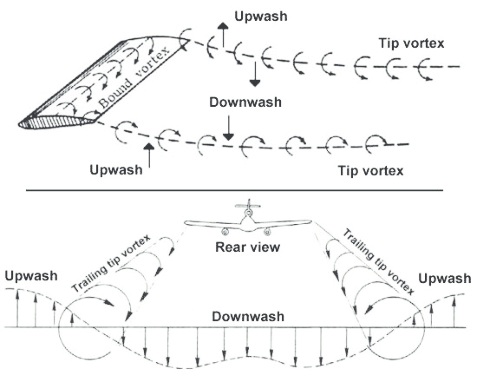 Upwash
Tip vortex
Bound vortex
Downwash
Upwash
Tip vortex
Rear view
Trailing tip vortex
Trailing tip vortex
Upwash
Upwash
Downwash